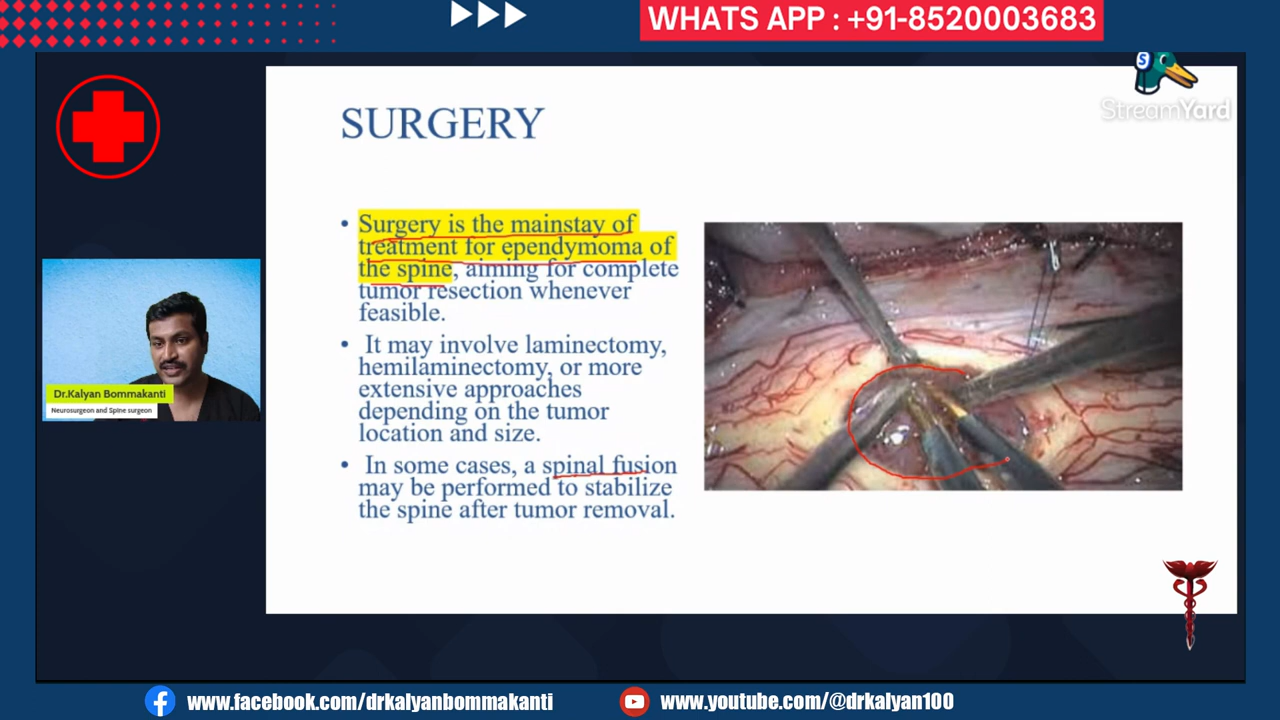 WHATS APP : +91-8520003683
S
StreamYard
SURGERY
• Surgery is the mainstay of
treatment for ependymoma of
the spine, aiming for complete
tumor resection whenever
feasible.
• It may involve laminectomy,
hemilaminectomy, or more
extensive approaches
depending on the tumor
location and size.
• In some cases, a spinal fusion
may be performed to stabilize
the spine after tumor removal.
Dr.Kalyan Bommakanti
Neurosurgeon and Spine surgeon
www.facebook.com/drkalyanbommakanti
www.youtube.com/@drkalyan100